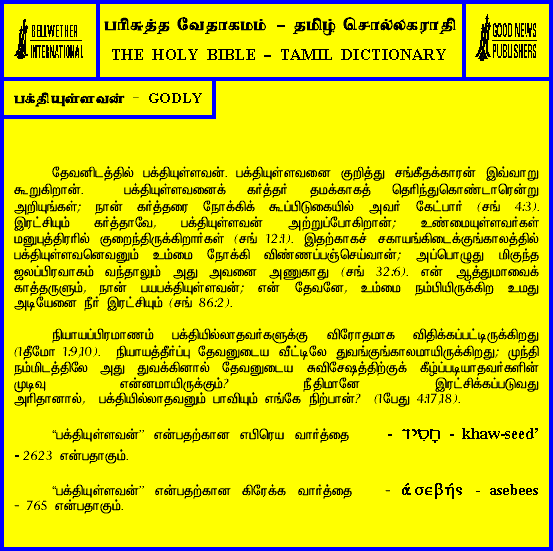 BELLWETHER
INTERNATIONAL
பரிசுத்த வேதாகமம் – தமிழ் சொல்லகராதி
THE HOLY BIBLE – TAMIL DICTIONARY
GOOD NEWS
PUBLISHERS
பக்தியுள்ளவன் – GODLY
தேவனிடத்தில் பக்தியுள்ளவன். பக்தியுள்ளவனை குறித்து சங்கீதக்காரன் இவ்வாறு
கூறுகிறான். பக்தியுள்ளவனைக் கர்த்தர் தமக்காகத் தெரிந்துகொண்டாரென்று
அறியுங்கள்; நான் கர்த்தரை நோக்கிக் கூப்பிடுகையில் அவர் கேட்பார் (சங் 4:3).
இரட்சியும் கர்த்தாவே, பக்தியுள்ளவன் அற்றுப்போகிறான்; உண்மையுள்ளவர்கள்
மனுபுத்திரரில் குறைந்திருக்கிறார்கள் (சங் 12:1). இதற்காகச் சகாயங்கிடைக்குங்காலத்தில்
பக்தியுள்ளவனெவனும் உம்மை நோக்கி விண்ணப்பஞ்செய்வான்; அப்பொழுது மிகுந்த
ஜலப்பிரவாகம் வந்தாலும் அது அவனை அணுகாது (சங் 32:6). என் ஆத்துமாவைக்
காத்தருளும், நான் பயபக்தியுள்ளவன்; என் தேவனே, உம்மை நம்பியிருக்கிற உமது
அடியேனை நீர் இரட்சியும் (சங் 86:2).
நியாயப்பிரமாணம் பக்தியில்லாதவர்களுக்கு விரோதமாக விதிக்கப்பட்டிருக்கிறது
(1தீமோ 1:9,10). நியாயத்தீர்ப்பு தேவனுடைய வீட்டிலே துவங்குங்காலமாயிருக்கிறது; முந்தி
நம்மிடத்திலே அது துவக்கினால் தேவனுடைய சுவிசேஷத்திற்குக் கீழ்ப்படியாதவர்களின்
முடிவு என்னமாயிருக்கும்? நீதிமானே இரட்சிக்கப்படுவது
அரிதானால், பக்தியில்லாதவனும் பாவியும் எங்கே நிற்பான்? (1பேது 4:17,18).
“பக்தியுள்ளவன்” என்பதற்கான எபிரெய வார்த்தை - חָסִיד - khaw-seed’
- 2623 என்பதாகும்.
“பக்தியுள்ளவன்” என்பதற்கான கிரேக்க வார்த்தை - ἀσεβής - asebees
- 765 என்பதாகும்.